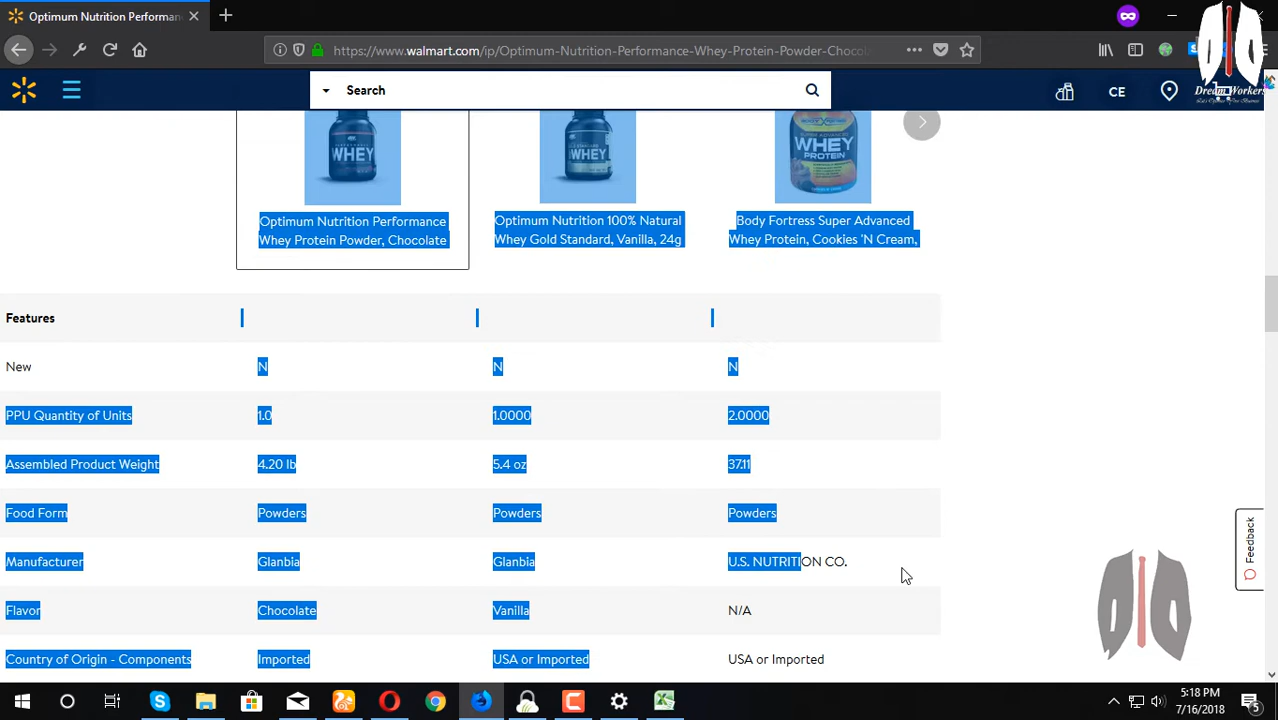 Optimum Nutrition Performan
https://www.walmart.com/ip/Optimum-Nutrition-Performance-Whey-Protein-Powder-Choco
Search
CE
Dream Workers
WHEY
WHEY
WHEY
PROTEIN
Optimum Nutrition Performance
Whey Protein Powder, Chocolate
Optimum Nutrition 100% Natural
Whey Gold Standard, Vanilla, 24g
Body Fortress Super Advanced
Whey Protein, Cookies 'N Cream,
Features
New N N N
PPU Quantity of Units 1.0 1.0000 2.0000
Assembled Product Weight 4.20 lb 5.4 oz 37.11
Food Form Powders Powders Powders
Manufacturer Glanbia Glanbia U.S. NUTRITION CO.
Flavor Chocolate Vanilla N/A
Country of Origin - Components Imported USA or Imported USA or Imported
Feedback
5:18 PM
7/16/2018
5